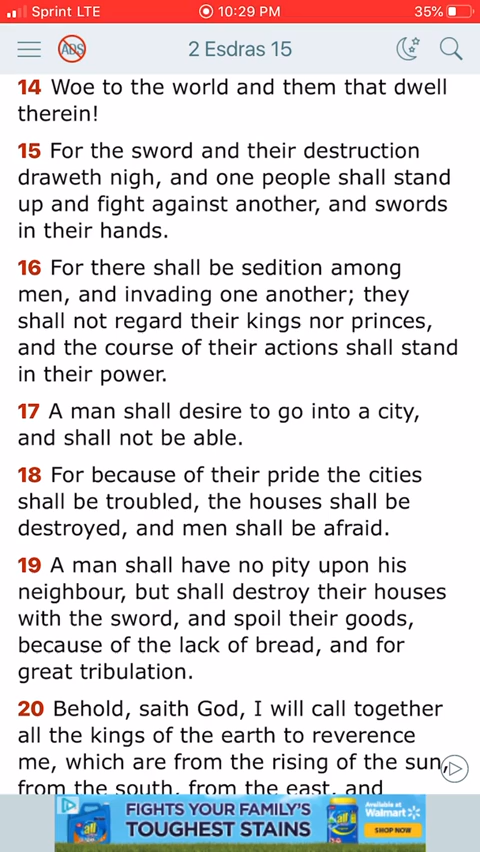 Sprint LTE 10:29 PM 35%
ADS 2 Esdras 15
14 Woe to the world and them that dwell
therein!
15 For the sword and their destruction
draweth nigh, and one people shall stand
up and fight against another, and swords
in their hands.
16 For there shall be sedition among
men, and invading one another; they
shall not regard their kings nor princes,
and the course of their actions shall stand
in their power.
17 A man shall desire to go into a city,
and shall not be able.
18 For because of their pride the cities
shall be troubled, the houses shall be
destroyed, and men shall be afraid.
19 A man shall have no pity upon his
neighbour, but shall destroy their houses
with the sword, and spoil their goods,
because of the lack of bread, and for
great tribulation.
20 Behold, saith God, I will call together
all the kings of the earth to reverence
me, which are from the rising of the sun,
from the south, from the east, and
all
FIGHTS YOUR FAMILY'S
TOUGHEST STAINS
all
Available at
Walmart
SHOP NOW